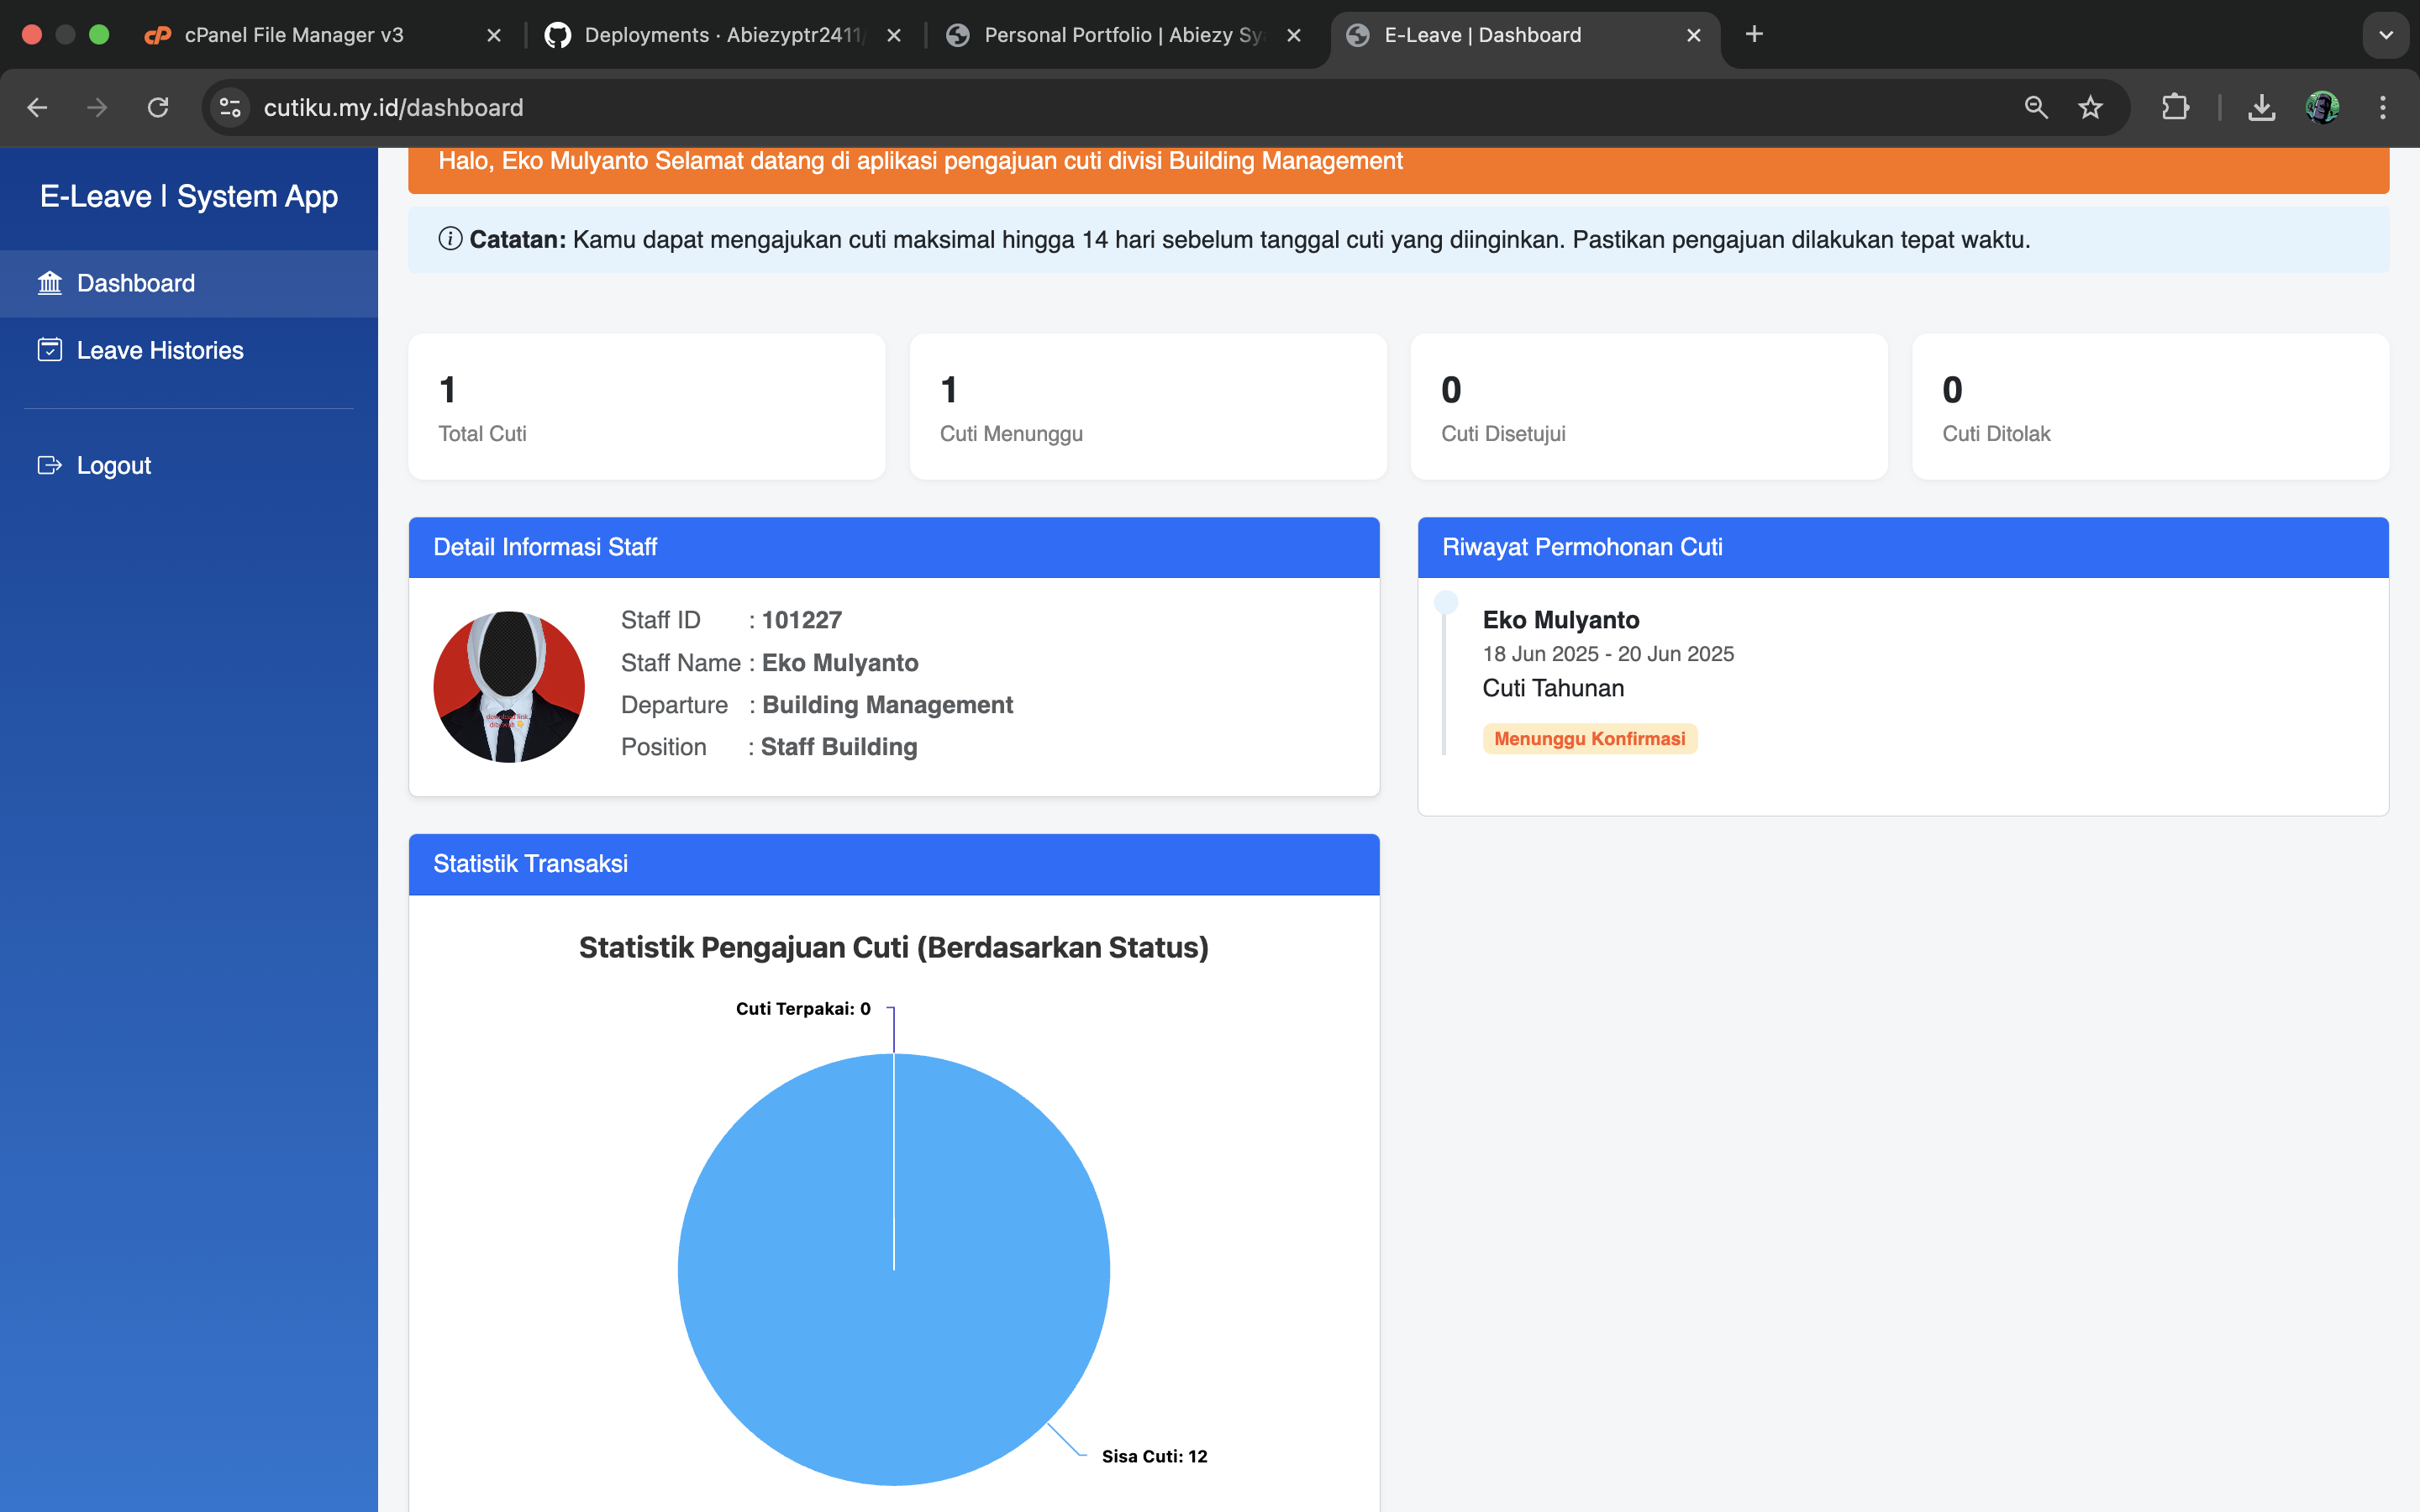 cPanel File Manager v3
Deployments · Abiezyptr2411/
Personal Portfolio | Abiezy Sy
E-Leave | Dashboard
cutiku.my.id/dashboard
E-Leave | System App
Dashboard
Leave Histories
Logout
Halo, Eko Mulyanto Selamat datang di aplikasi pengajuan cuti divisi Building Management
Catatan: Kamu dapat mengajukan cuti maksimal hingga 14 hari sebelum tanggal cuti yang diinginkan. Pastikan pengajuan dilakukan tepat waktu.
1
Total Cuti
1
Cuti Menunggu
0
Cuti Disetujui
0
Cuti Ditolak
Detail Informasi Staff
Staff ID : 101227
Staff Name : Eko Mulyanto
Departure : Building Management
Position : Staff Building
Riwayat Permohonan Cuti
Eko Mulyanto
18 Jun 2025 - 20 Jun 2025
Cuti Tahunan
Menunggu Konfirmasi
Statistik Transaksi
Statistik Pengajuan Cuti (Berdasarkan Status)
Cuti Terpakai: 0
Sisa Cuti: 12